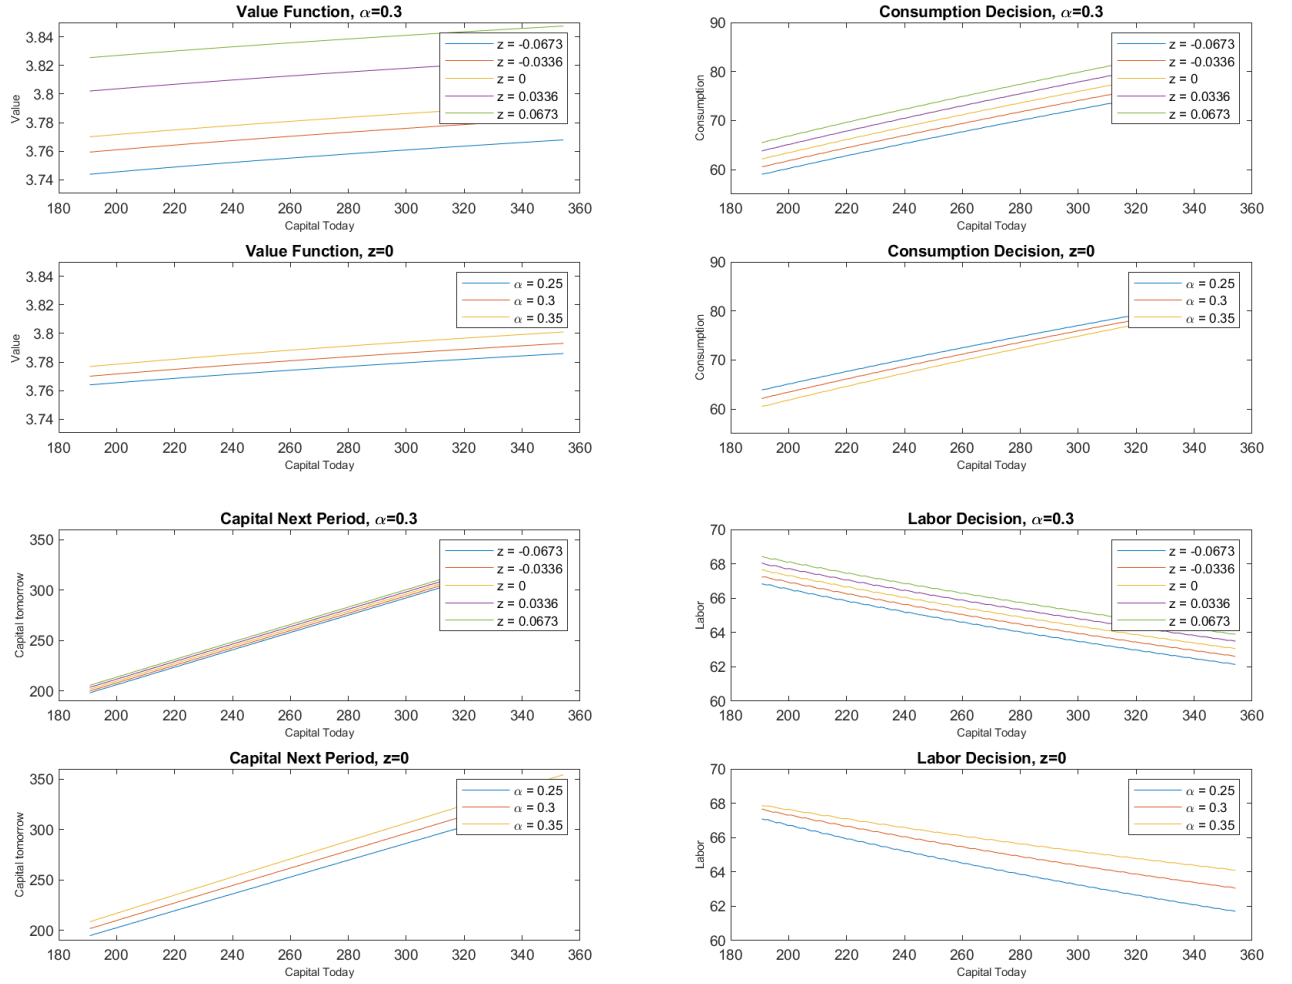 Value Function, α=0.3
3.84
3.82
3.8
3.78
3.76
3.74
Value
z = -0.0673
z = -0.0336
z = 0
z = 0.0336
z = 0.0673
180 200 220 240 260 280 300 320 340 360
Capital Today
Consumption Decision, α=0.3
90
80
70
60
Consumption
z = -0.0673
z = -0.0336
z = 0
z = 0.0336
z = 0.0673
180 200 220 240 260 280 300 320 340 360
Capital Today
Value Function, z=0
3.84
3.82
3.8
3.78
3.76
3.74
Value
α = 0.25
α = 0.3
α = 0.35
180 200 220 240 260 280 300 320 340 360
Capital Today
Consumption Decision, z=0
90
80
70
60
Consumption
α = 0.25
α = 0.3
α = 0.35
180 200 220 240 260 280 300 320 340 360
Capital Today
Capital Next Period, α=0.3
350
300
250
200
Capital tomorrow
z = -0.0673
z = -0.0336
z = 0
z = 0.0336
z = 0.0673
180 200 220 240 260 280 300 320 340 360
Capital Today
Labor Decision, α=0.3
70
68
66
64
62
60
Labor
z = -0.0673
z = -0.0336
z = 0
z = 0.0336
z = 0.0673
180 200 220 240 260 280 300 320 340 360
Capital Today
Capital Next Period, z=0
350
300
250
200
Capital tomorrow
α = 0.25
α = 0.3
α = 0.35
180 200 220 240 260 280 300 320 340 360
Capital Today
Labor Decision, z=0
70
68
66
64
62
60
Labor
α = 0.25
α = 0.3
α = 0.35
180 200 220 240 260 280 300 320 340 360
Capital Today